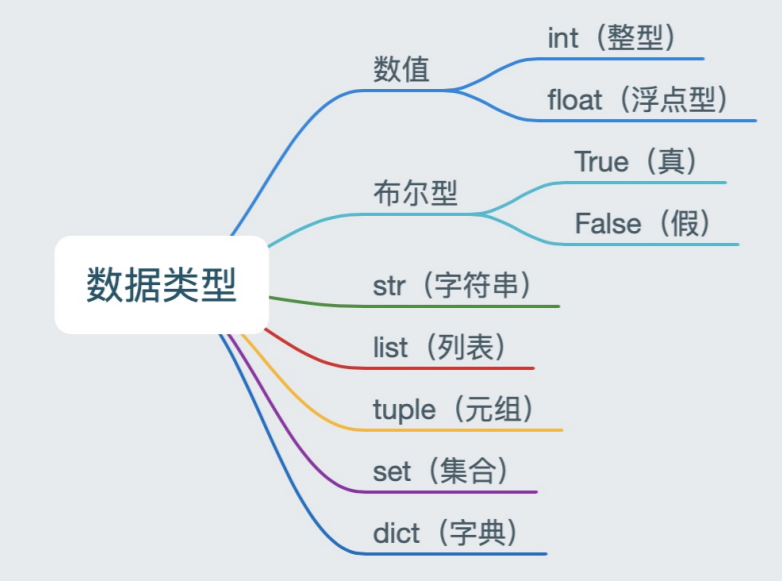 数据类型
数值
int（整型）
float（浮点型）
布尔型
True（真）
False（假）
str（字符串）
list（列表）
tuple（元组）
set（集合）
dict（字典）